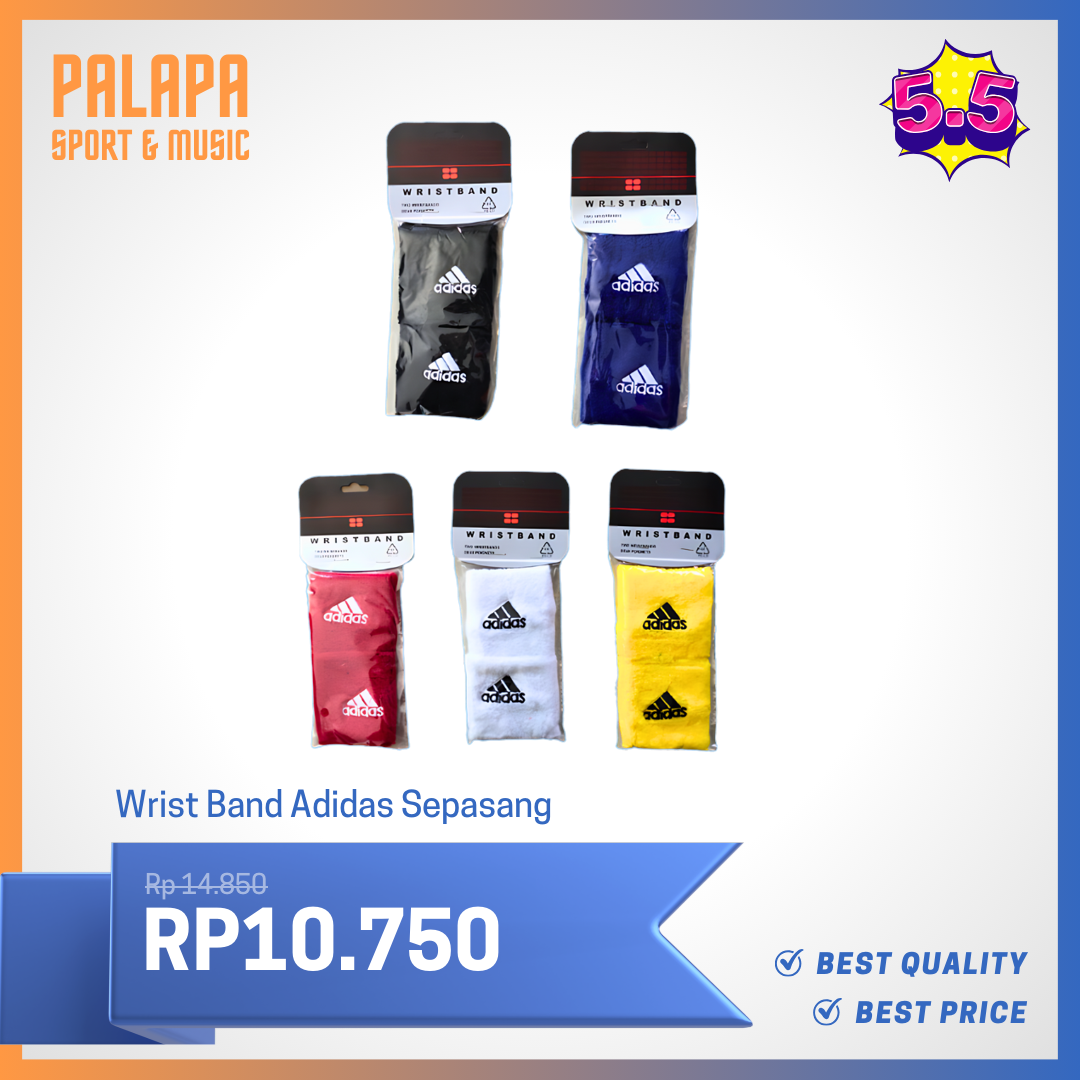 PALAPA
SPORT & MUSIC
5.5
WRISTBAND
adidas
adidas
WRISTBAND
adidas
adidas
WRISTBAND
adidas
adidas
WRISTBAND
adidas
adidas
WRISTBAND
adidas
adidas
Wrist Band Adidas Sepasang
Rp 14.850
RP10.750
BEST QUALITY
BEST PRICE